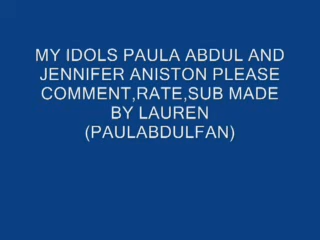 MY IDOLS PAULA ABDUL AND
JENNIFER ANISTON PLEASE
COMMENT,RATE,SUB MADE
BY LAUREN
(PAULABDULFAN)